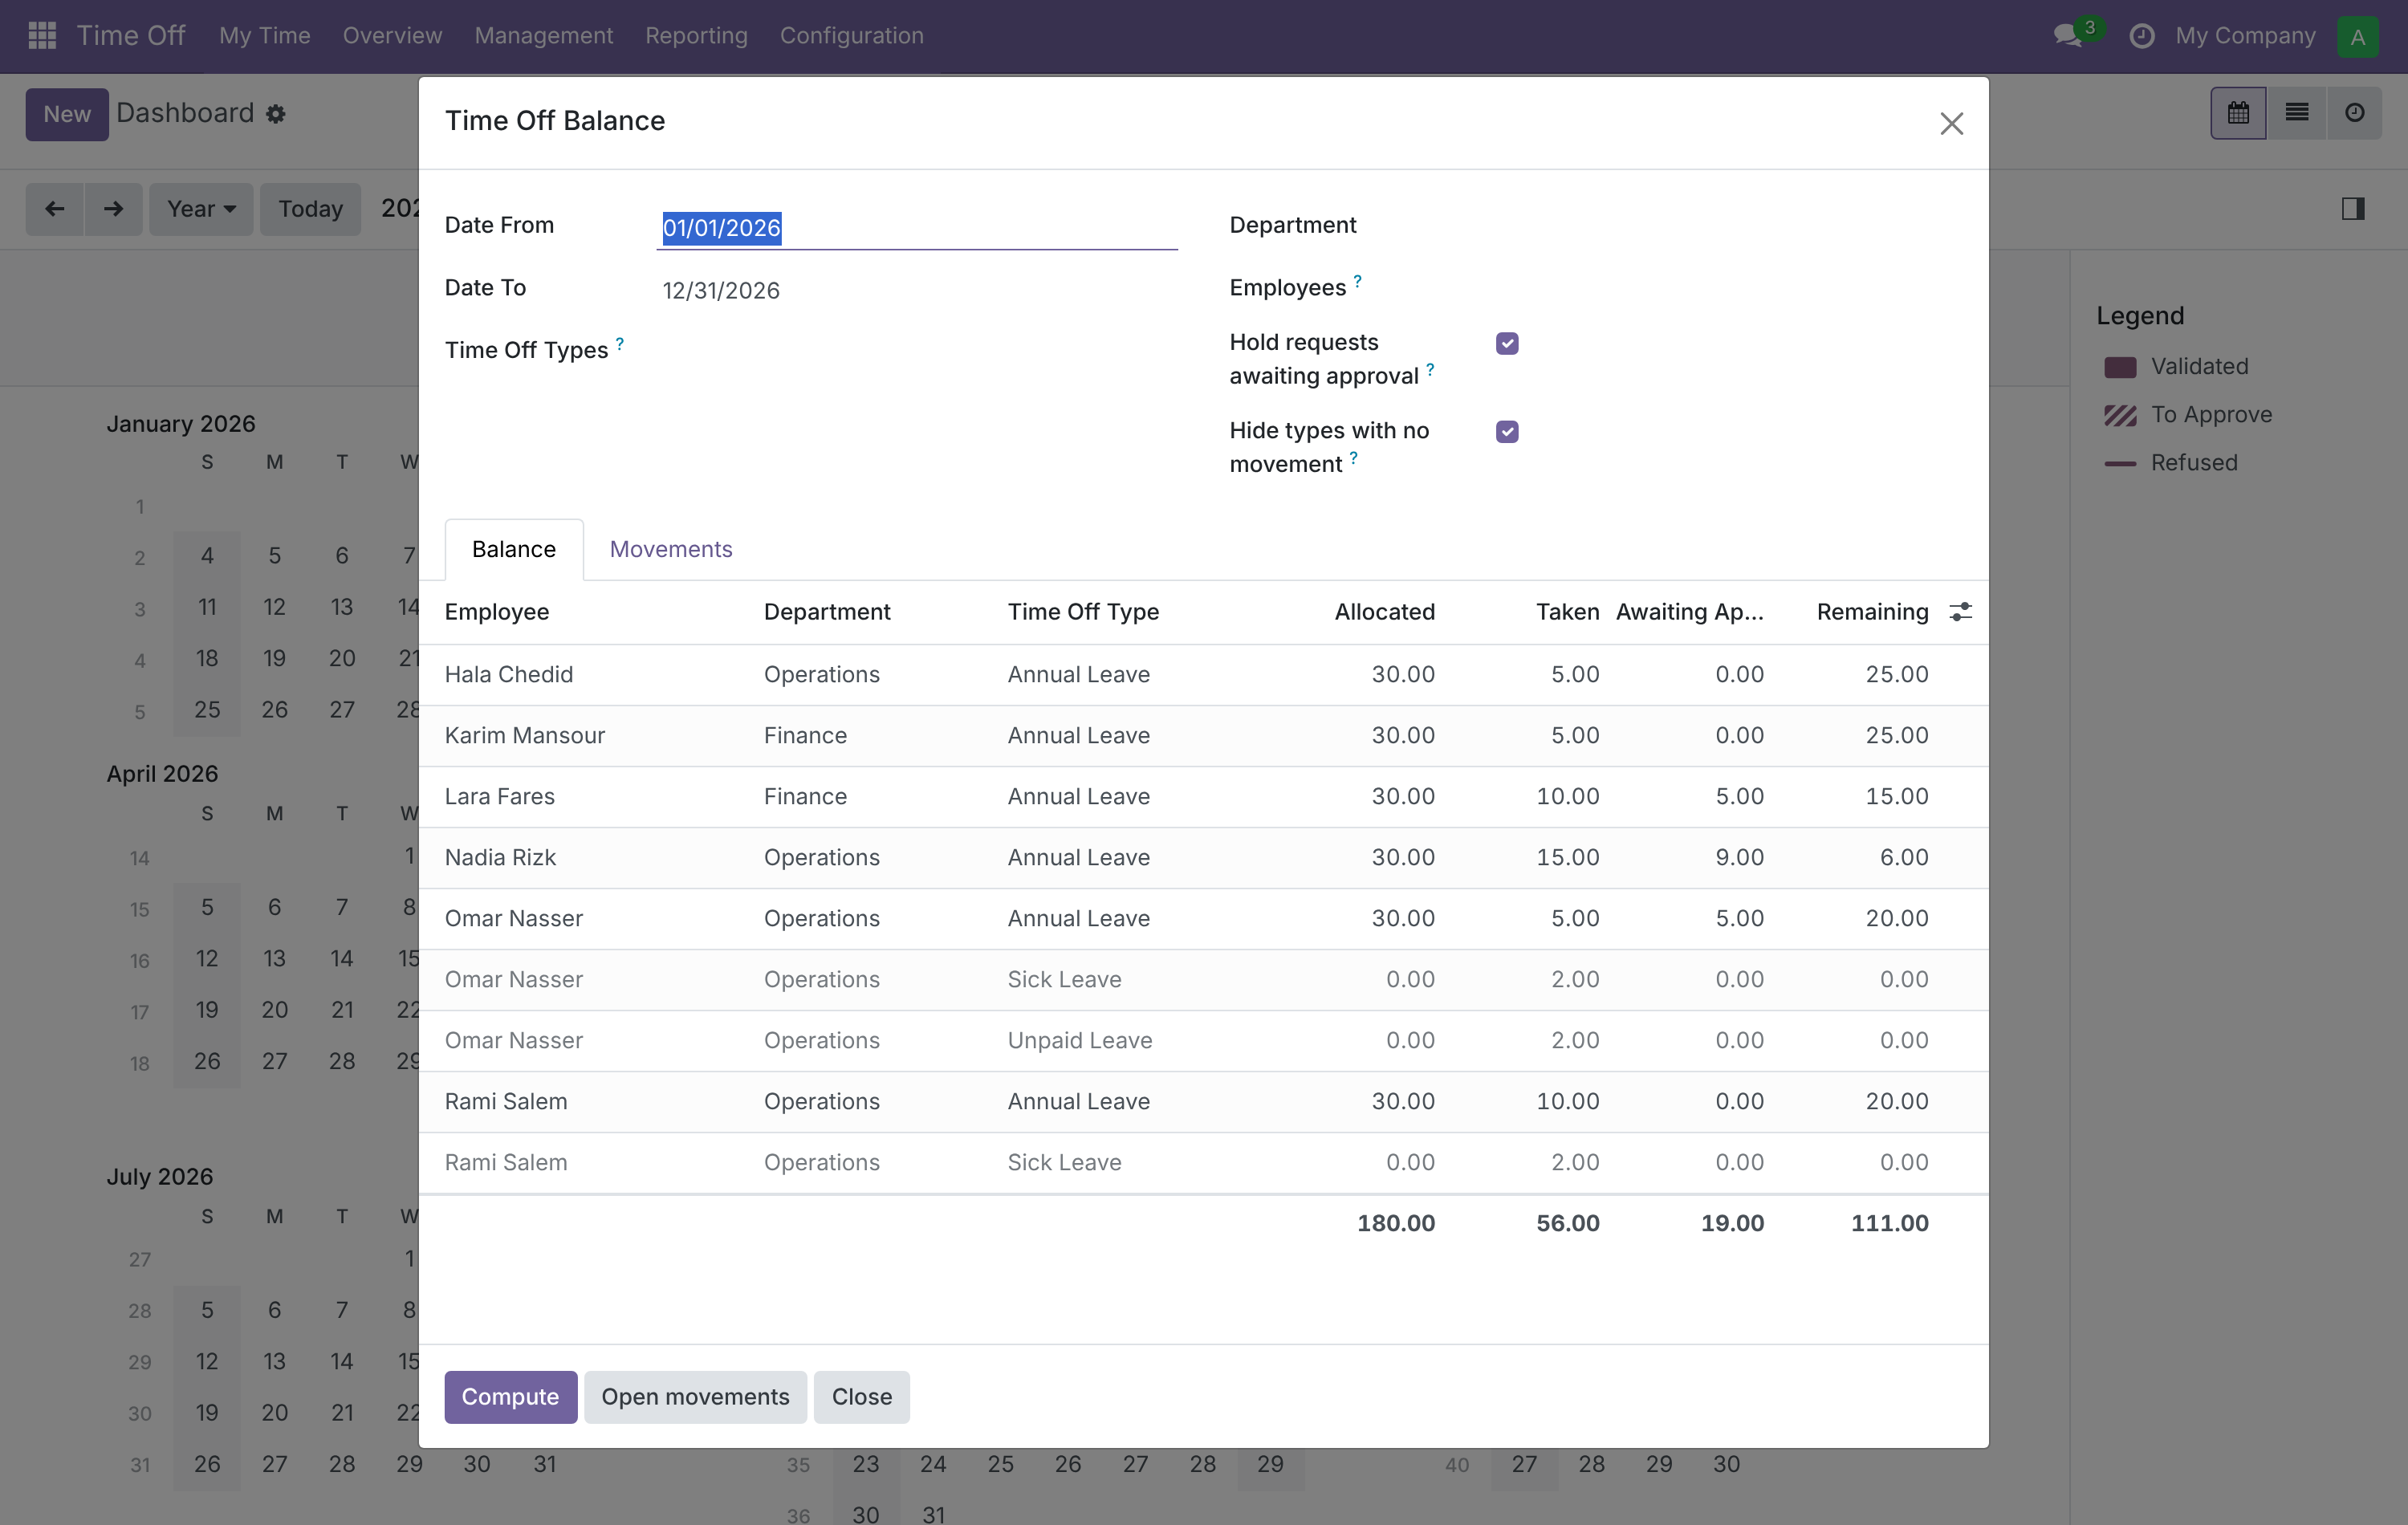 Time Off My Time Overview Management Reporting Configuration 3 My Company A
New Dashboard
Time Off Balance
Year Today 202
Date From 01/01/2026 Department
Date To 12/31/2026 Employees ?
Time Off Types ? Hold requests
awaiting approval ?
Hide types with no
movement ?
Legend
Validated
To Approve
Refused
January 2026
S M T W
1
2 4 5 6 7
3 11 12 13 14
4 18 19 20 21
5 25 26 27 28
April 2026
S M T W
14 1
15 5 6 7 8
16 12 13 14 15
17 19 20 21 22
18 26 27 28 29
July 2026
S M T W
27 1
28 5 6 7 8
29 12 13 14 15
30 19 20 21 22
31 26 27 28 29 30 31
35 23 24 25 26 27 28 29
36 30 31
40 27 28 29 30
Balance Movements
Employee Department Time Off Type Allocated Taken Awaiting Ap... Remaining
Hala Chedid Operations Annual Leave 30.00 5.00 0.00 25.00
Karim Mansour Finance Annual Leave 30.00 5.00 0.00 25.00
Lara Fares Finance Annual Leave 30.00 10.00 5.00 15.00
Nadia Rizk Operations Annual Leave 30.00 15.00 9.00 6.00
Omar Nasser Operations Annual Leave 30.00 5.00 5.00 20.00
Omar Nasser Operations Sick Leave 0.00 2.00 0.00 0.00
Omar Nasser Operations Unpaid Leave 0.00 2.00 0.00 0.00
Rami Salem Operations Annual Leave 30.00 10.00 0.00 20.00
Rami Salem Operations Sick Leave 0.00 2.00 0.00 0.00
180.00 56.00 19.00 111.00
Compute Open movements Close